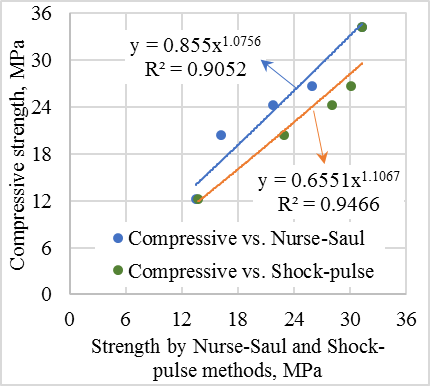 Compressive strength, MPa
36
30
24
18
12
6
0
y = 0.855x^1.0756
R² = 0.9052
y = 0.6551x^1.1067
R² = 0.9466
Compressive vs. Nurse-Saul
Compressive vs. Shock-pulse
0 6 12 18 24 30 36
Strength by Nurse-Saul and Shock-
pulse methods, MPa